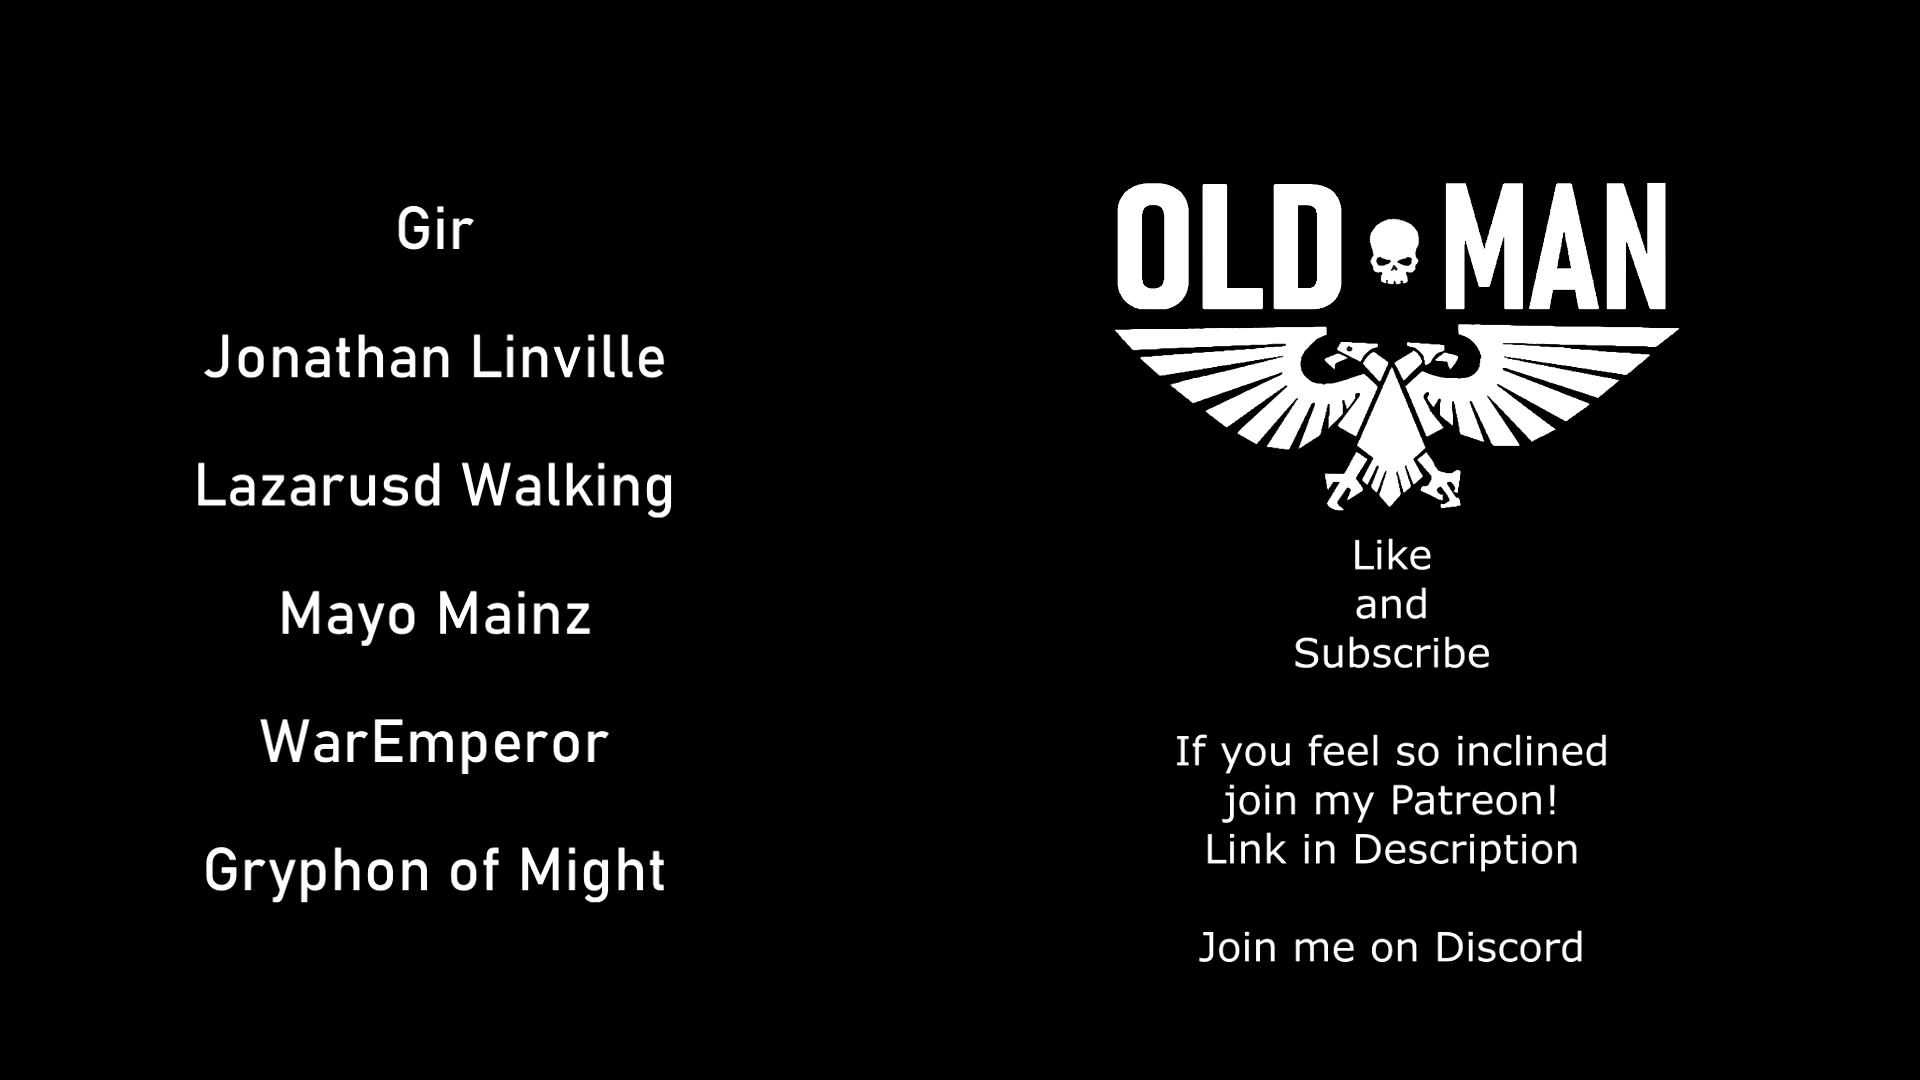 Gir
Jonathan Linville
Lazarusd Walking
Mayo Mainz
WarEmperor
Gryphon of Might
OLD MAN
Like
and
Subscribe
If you feel so inclined
join my Patreon!
Link in Description
Join me on Discord